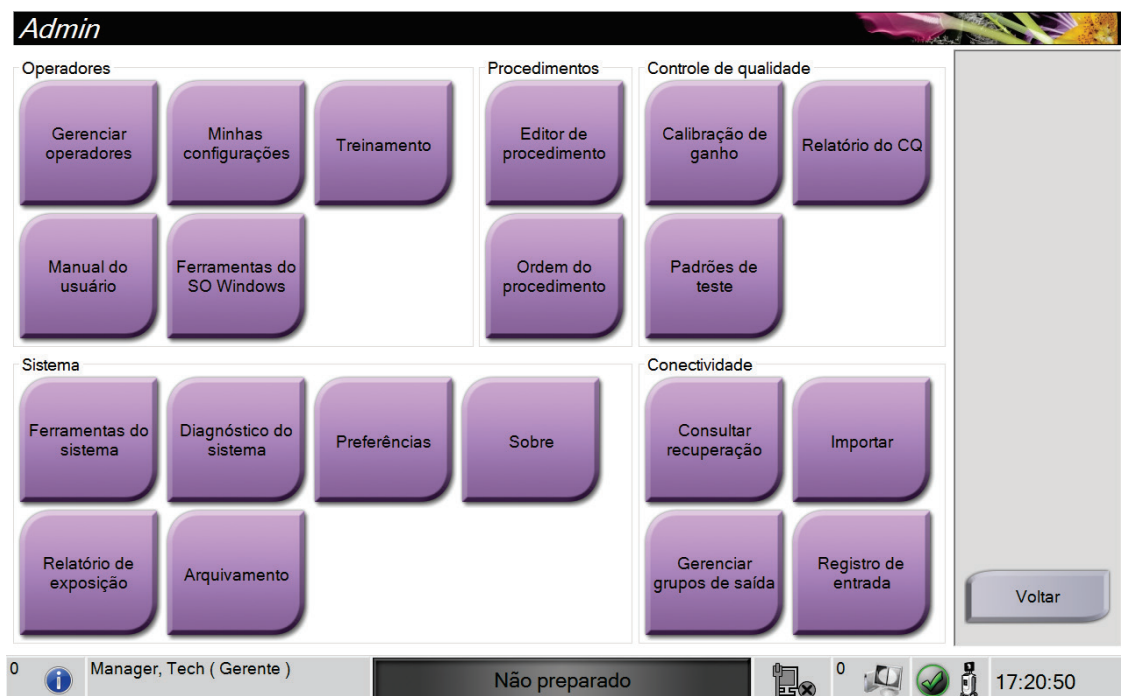 Admin
Operadores
Gerenciar
operadores
Minhas
configurações
Treinamento
Manual do
usuário
Ferramentas do
SO Windows
Procedimentos
Editor de
procedimento
Ordem do
procedimento
Controle de qualidade
Calibração de
ganho
Relatório do CQ
Padrões de
teste
Sistema
Ferramentas do
sistema
Diagnóstico do
sistema
Preferências
Sobre
Relatório de
exposição
Arquivamento
Conectividade
Consultar
recuperação
Importar
Gerenciar
grupos de saída
Registro de
entrada
Voltar
0
Manager, Tech ( Gerente )
Não preparado
0
17:20:50